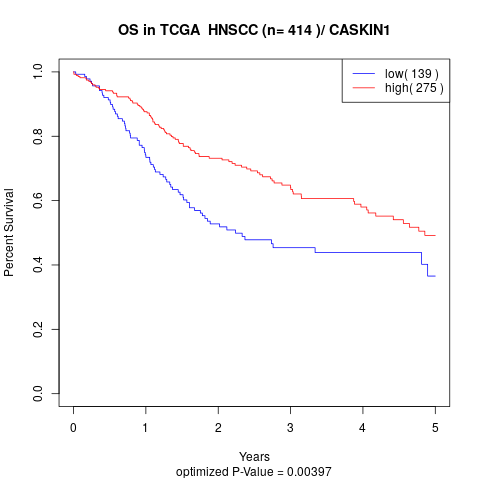 OS in TCGA HNSCC (n= 414 )/ CASKIN1
low( 139 )
high( 275 )
Percent Survival
1.0
0.8
0.6
0.4
0.2
0.0
0 1 2 3 4 5
Years
optimized P-Value = 0.00397